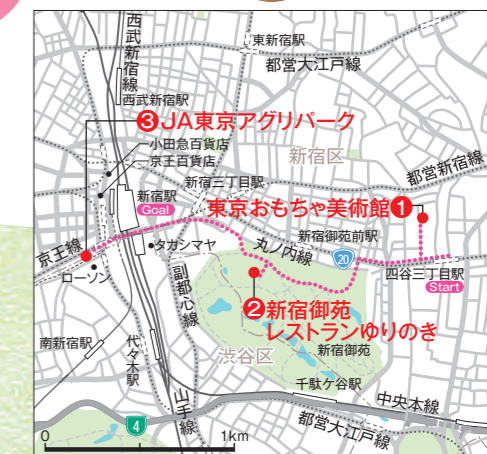 西武新宿線
東新宿駅
都営大江戸線
西武新宿駅
❸JA東京アグリパーク
小田急百貨店
京王百貨店
新宿区
都営新宿線
新宿駅
Goal
新宿三丁目駅
東京おもちゃ美術館❶
京王線
タカシマヤ
丸ノ内線
新宿御苑前駅
20
四谷三丁目駅
Start
ローソン
副都心線
❷新宿御苑
レストランゆりのき
南新宿駅
代々木駅
渋谷区
新宿御苑
山手線
千駄ケ谷駅
中央本線
4
都営大江戸線
0
1km